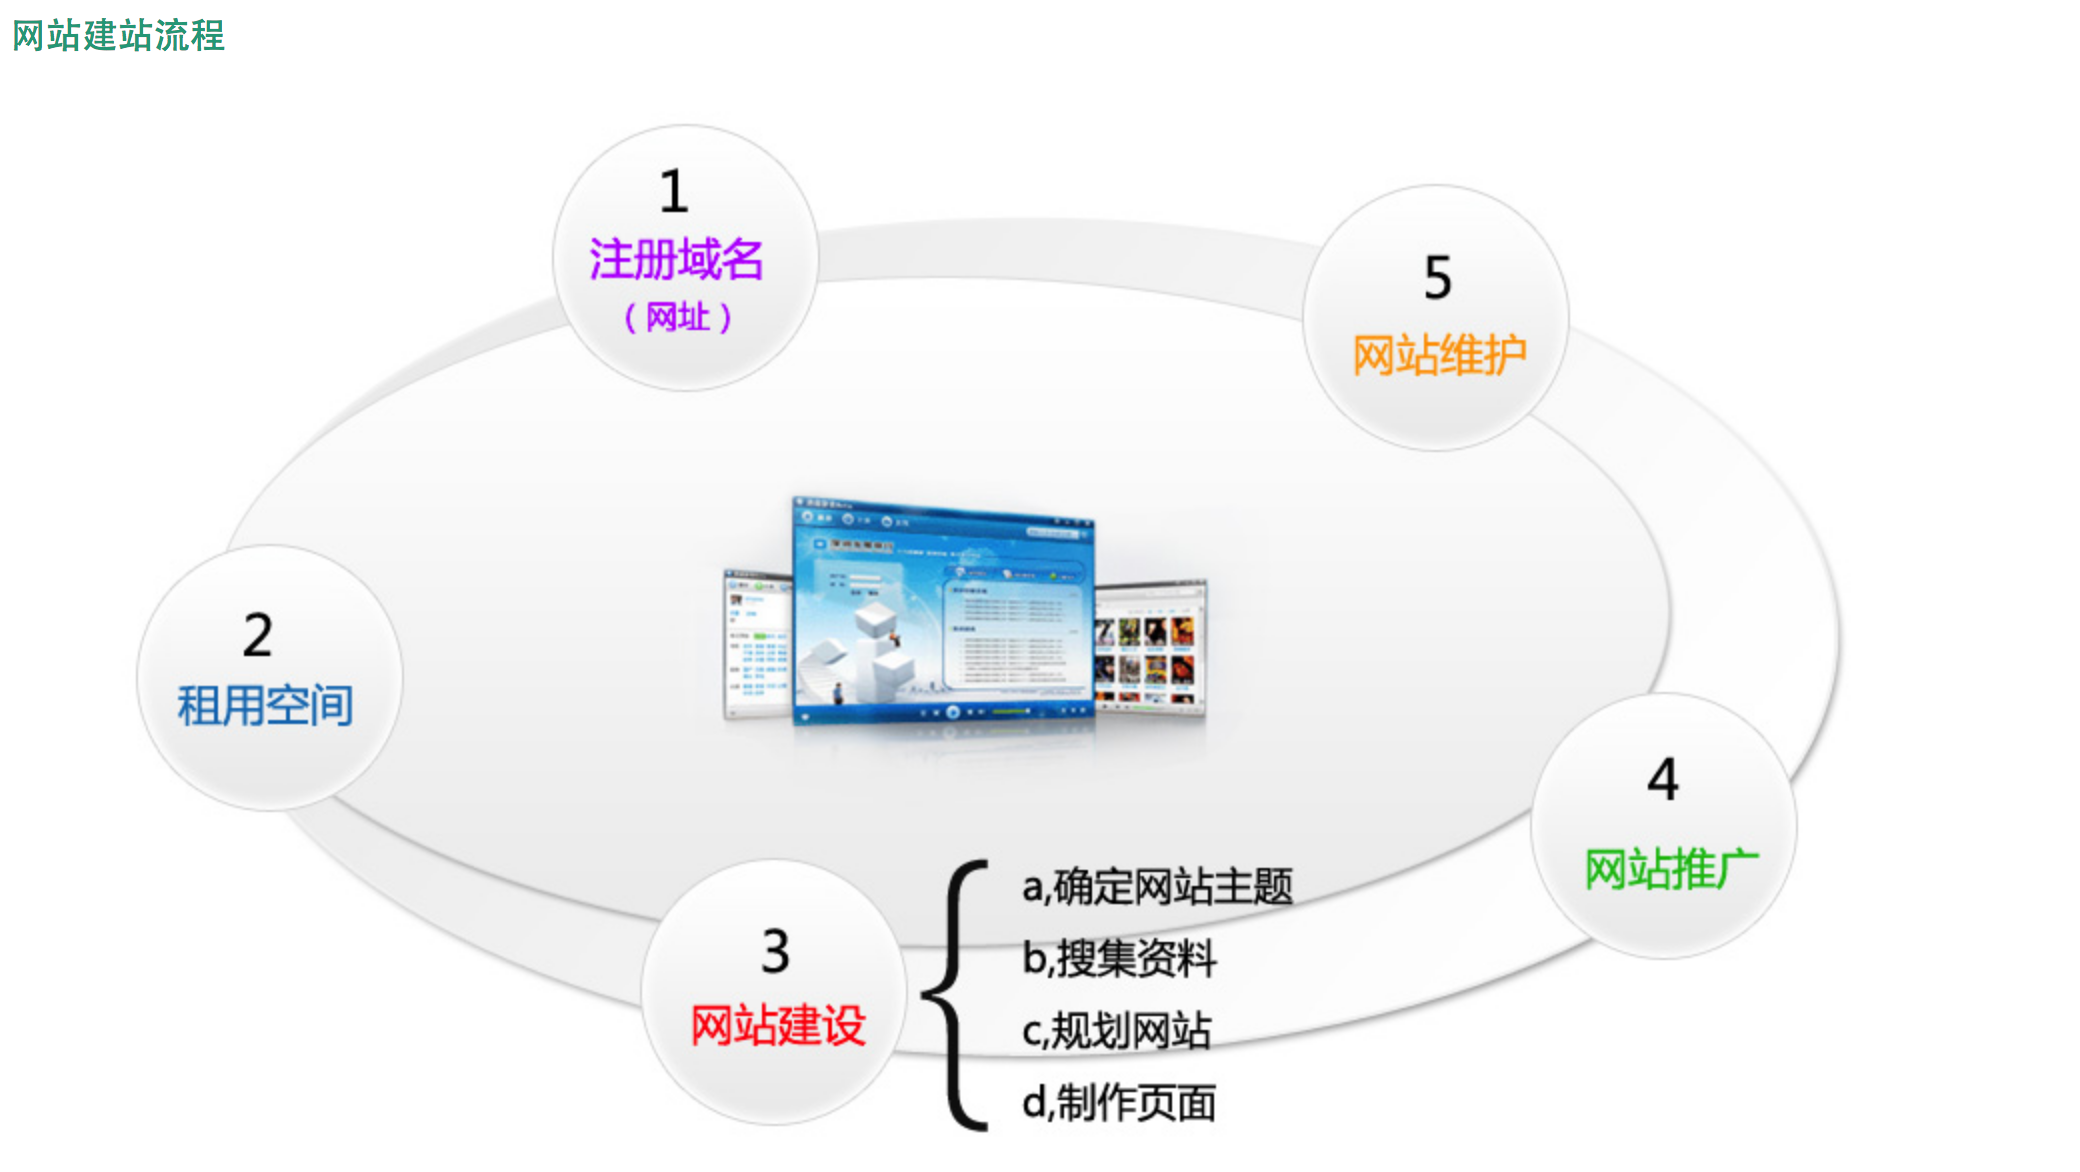 网站建站流程
1
注册域名
（网址）
2
租用空间
3
网站建设
a,确定网站主题
b,搜集资料
c,规划网站
d,制作页面
4
网站推广
5
网站维护